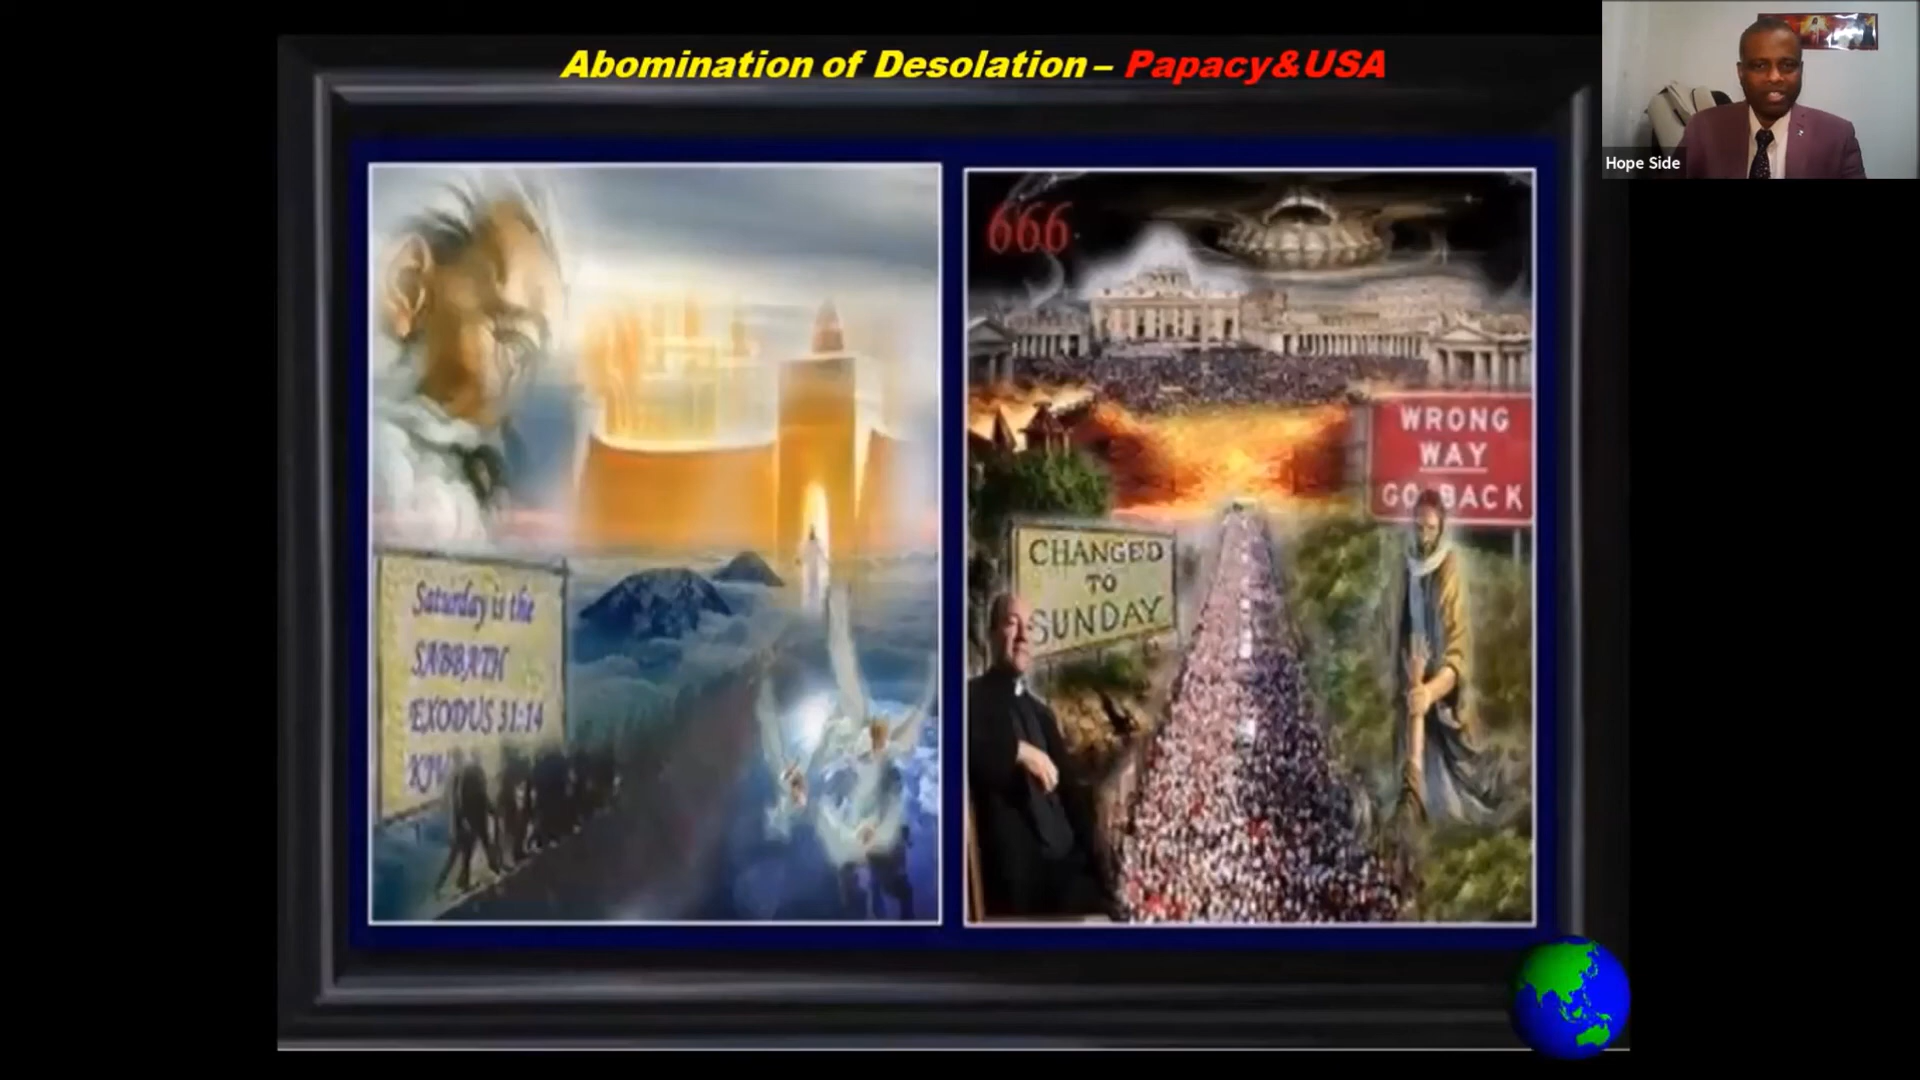 Abomination of Desolation – Papacy&USA
Hope Side
666
WRONG
WAY
GO BACK
CHANGED
TO
SUNDAY
Saturday is the
SABBATH
EXODUS 31:14
KJV